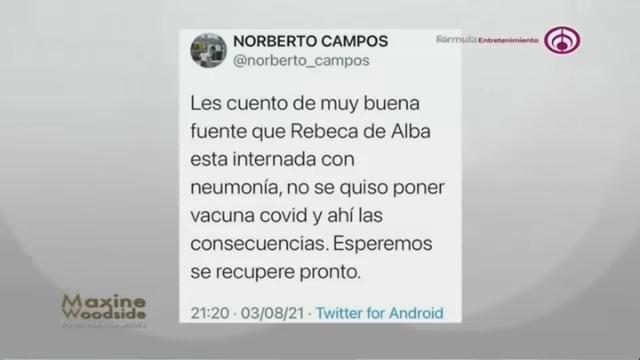 NORBERTO CAMPOS
@norberto_campos
Fórmula Entretenimiento
Les cuento de muy buena
fuente que Rebeca de Alba
esta internada con
neumonía, no se quiso poner
vacuna covid y ahí las
consecuencias. Esperemos
se recupere pronto.
21:20 · 03/08/21 · Twitter for Android
Maxine
Woodside